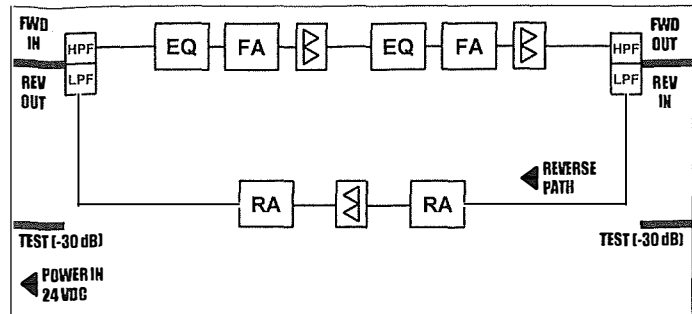 FWD
IN
HPF
EQ
FA
EQ
FA
HPF
FWD
OUT
REV
OUT
LPF
LPF
REV
IN
REVERSE
PATH
RA
RA
TEST (-30 dB)
TEST (-30 dB)
POWER IN
24 VDC